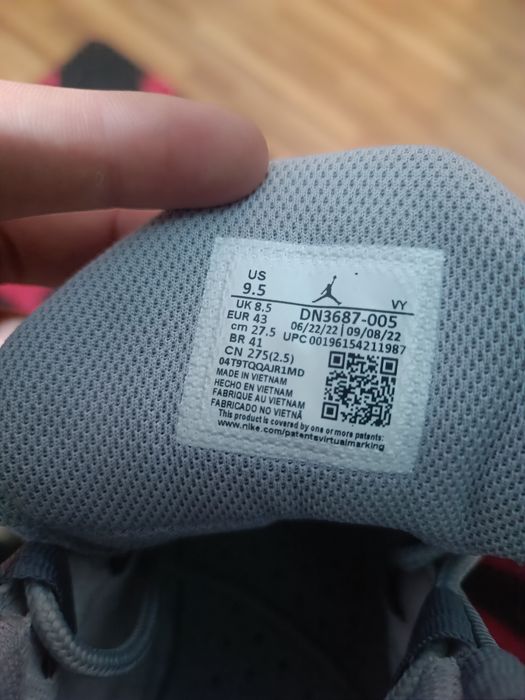 US
9.5
VY
UK 8.5
DN3687-005
EUR 43
06/22/22 | 09/08/22
cm 27.5
UPC 00196154211987
BR 41
CN 275(2.5)
04T9TQQAJR1MD
MADE IN VIETNAM
HECHO EN VIETNAM
FABRIQUE AU VIETNAM
FABRICADO NO VIETNÃ
This product is covered by one or more patents:
www.nike.com/patentsvirtualmarking